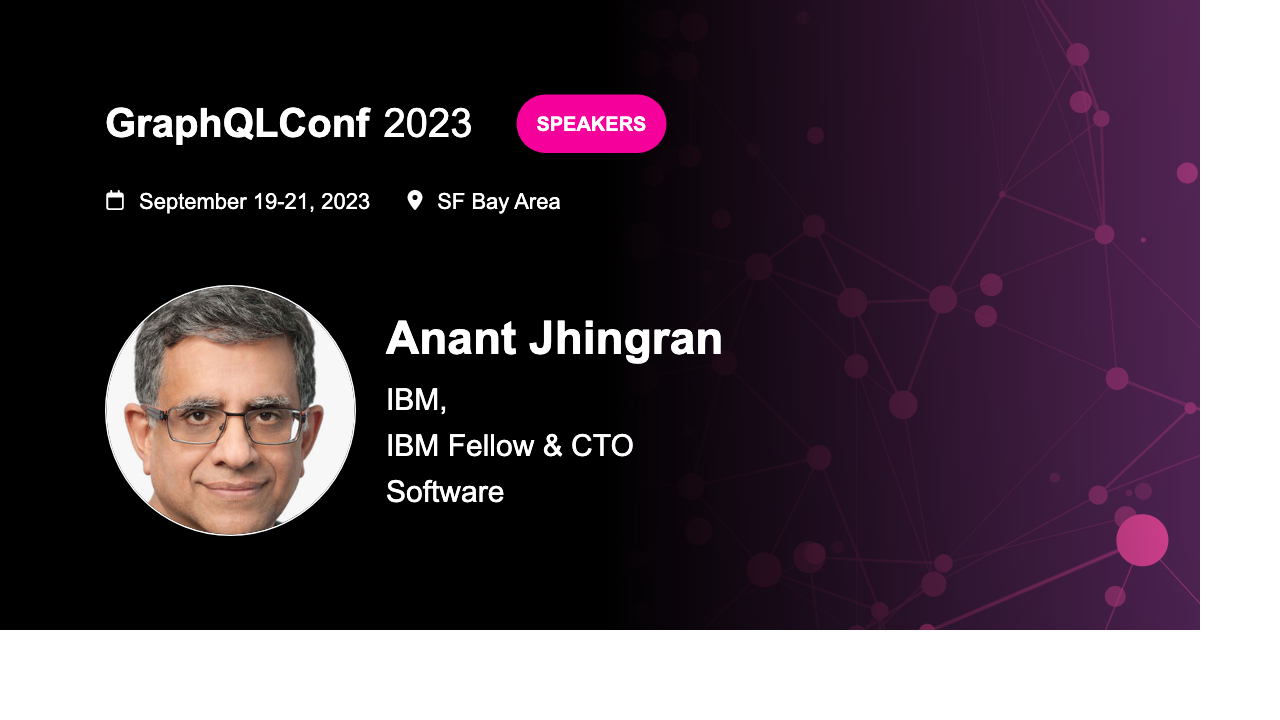 GraphQLConf 2023 SPEAKERS
September 19-21, 2023 SF Bay Area
Anant Jhingran
IBM,
IBM Fellow & CTO
Software